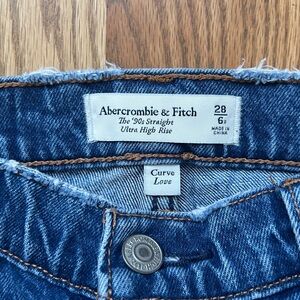 Abercrombie & Fitch
The '90s Straight
Ultra High Rise
28
6R
MADE IN
CHINA
Curve
Love